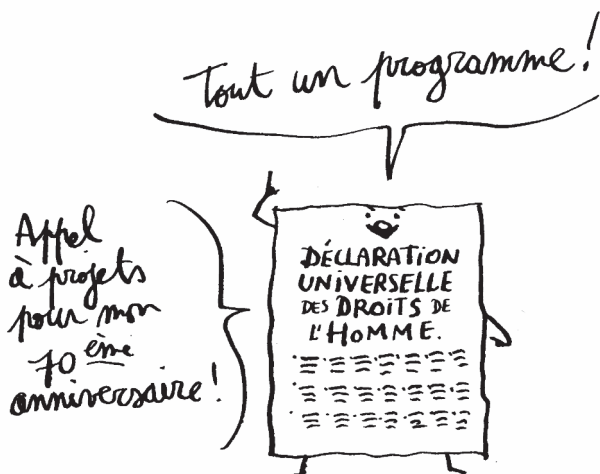 Tout un programme !
Appel
à projets
pour mon
70 ème
anniversaire !
DÉCLARATION
UNIVERSELLE
DES DROITS DE
L'HOMME.